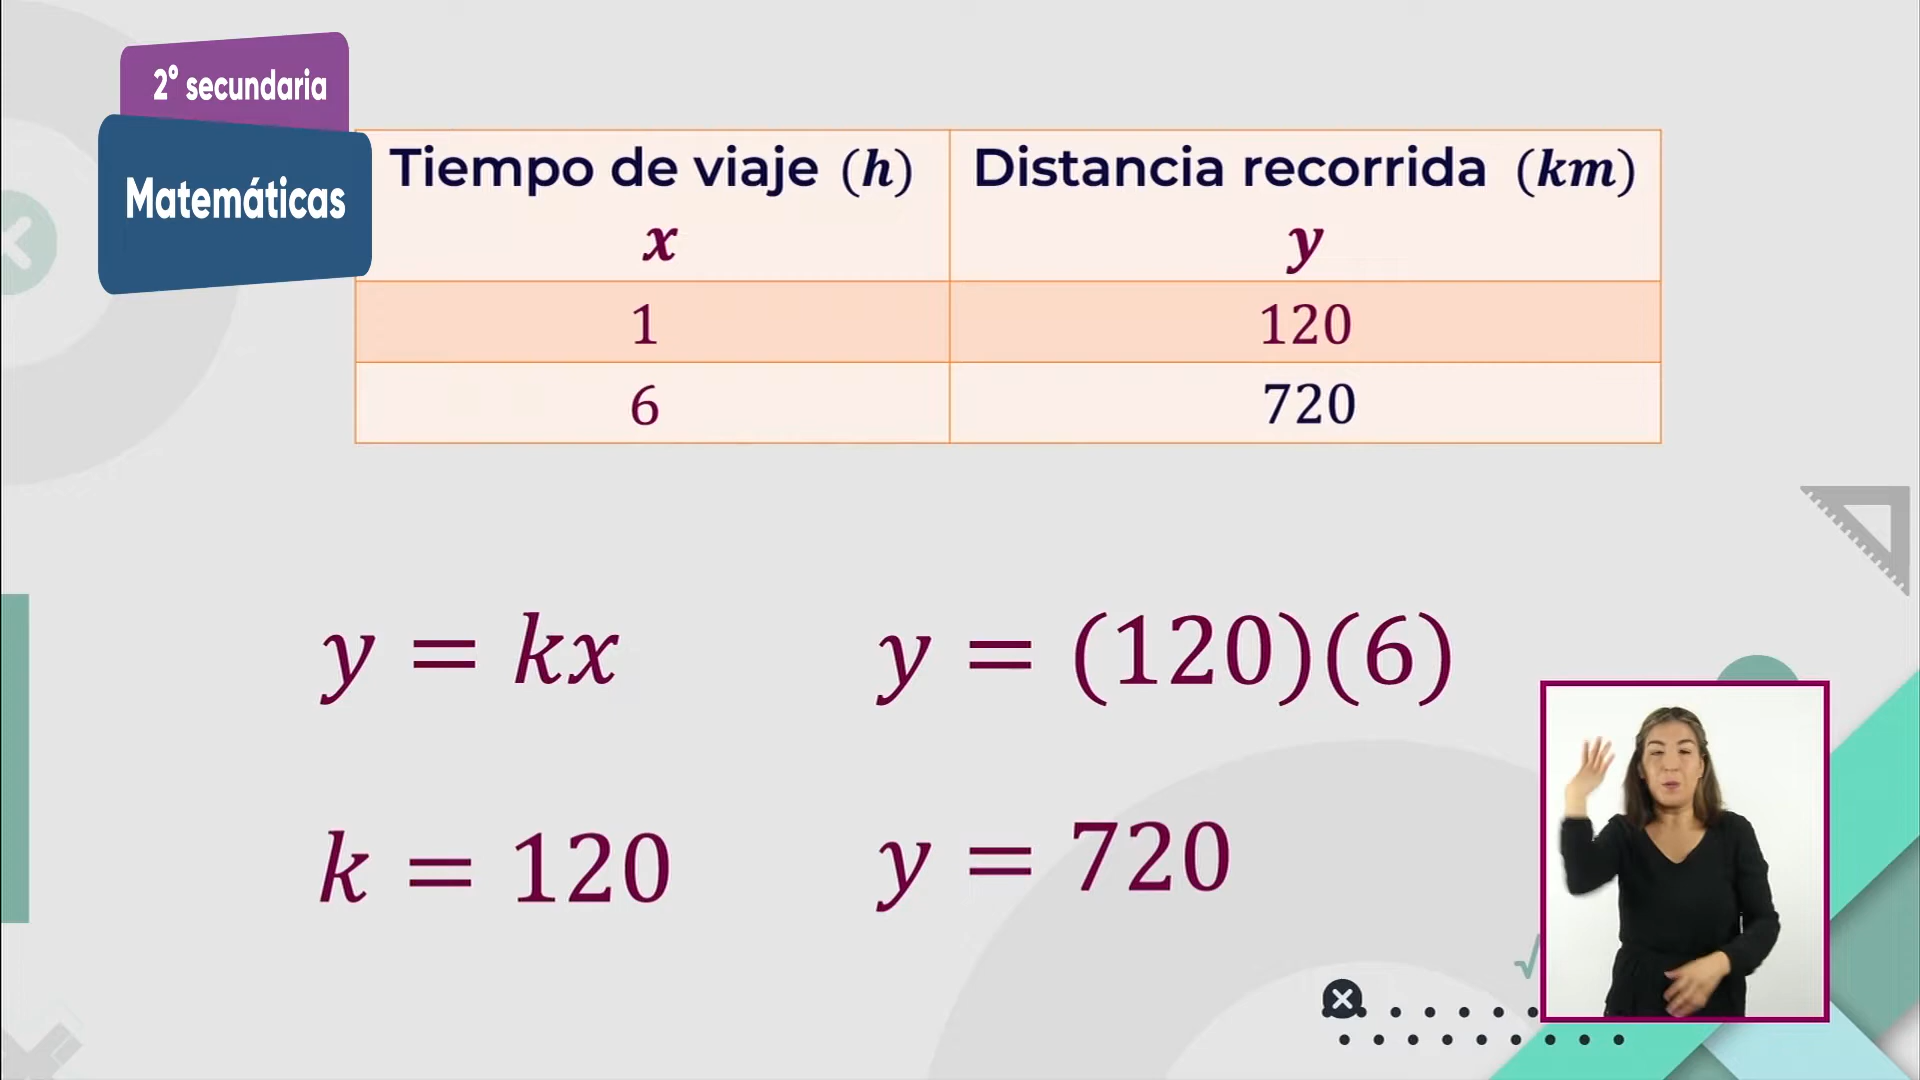 2° secundaria
Matemáticas
Tiempo de viaje (h) Distancia recorrida (km)
x y
1 120
6 720
y = kx y = (120)(6)
k = 120 y = 720